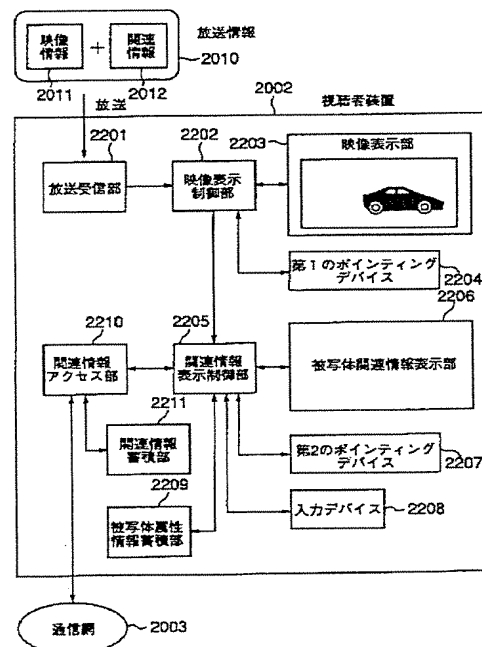 放送情報
映像
情報
+
関連
情報
2010
2011
2012
放送
2002
視聴者装置
2201
放送受信部
2202
映像表示
制御部
2203
映像表示部
第1のポインティング
デバイス
2204
2206
被写体関連情報表示部
2210
関連情報
アクセス部
2205
関連情報
表示制御部
2211
関連情報
蓄積部
第2のポインティング
デバイス
2207
2209
被写体属性
情報蓄積部
入力デバイス
2208
通信網
2003